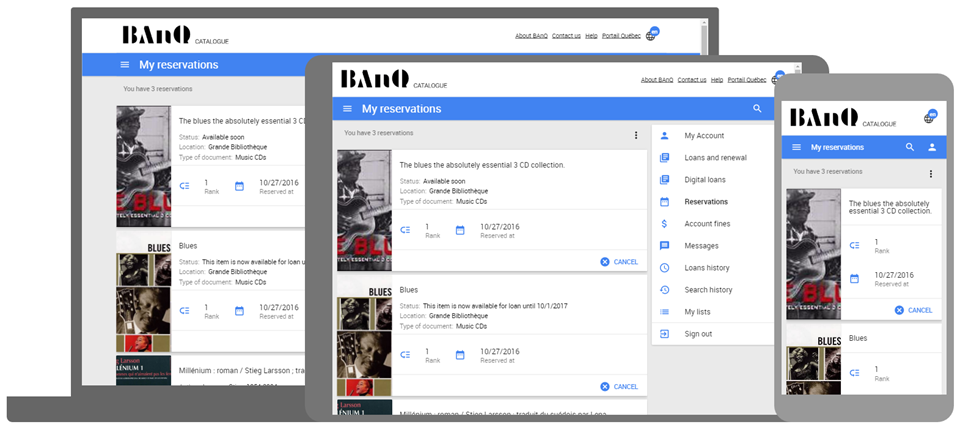 BAnQ CATALOGUE
About BAnQ Contact us Help Portail Québec
My reservations
You have 3 reservations
The blues the absolutely essential 3 CD
Status: Available soon
Location: Grande Bibliothèque
Type of document: Music CDs
1
Rank
10/27/2016
Reserved at
BLUES
Blues
Status: This item is now available for loan u
Location: Grande Bibliothèque
Type of document: Music CDs
1
Rank
10/27/2016
Reserved at
Larsson
LÉNIUM 1
Millénium : roman / Stieg Larsson ; tra
BAnQ CATALOGUE
About BAnQ Contact us Help Portail Québec
My reservations
You have 3 reservations
The blues the absolutely essential 3 CD collection.
Status: Available soon
Location: Grande Bibliothèque
Type of document: Music CDs
1
Rank
10/27/2016
Reserved at
CANCEL
BLUES
Blues
Status: This item is now available for loan until 10/1/2017
Location: Grande Bibliothèque
Type of document: Music CDs
1
Rank
10/27/2016
Reserved at
CANCEL
Larsson
LÉNIUM 1
Millénium : roman / Stieg Larsson : traduit du suédois par Lena
My Account
Loans and renewal
Digital loans
Reservations
Account fines
Messages
Loans history
Search history
My lists
Sign out
BAnQ CATALOGUE
My reservations
You have 3 reservations
The blues the absolutely
essential 3 CD collection.
1
Rank
10/27/2016
Reserved at
CANCEL
BLUES
Blues
1
Rank